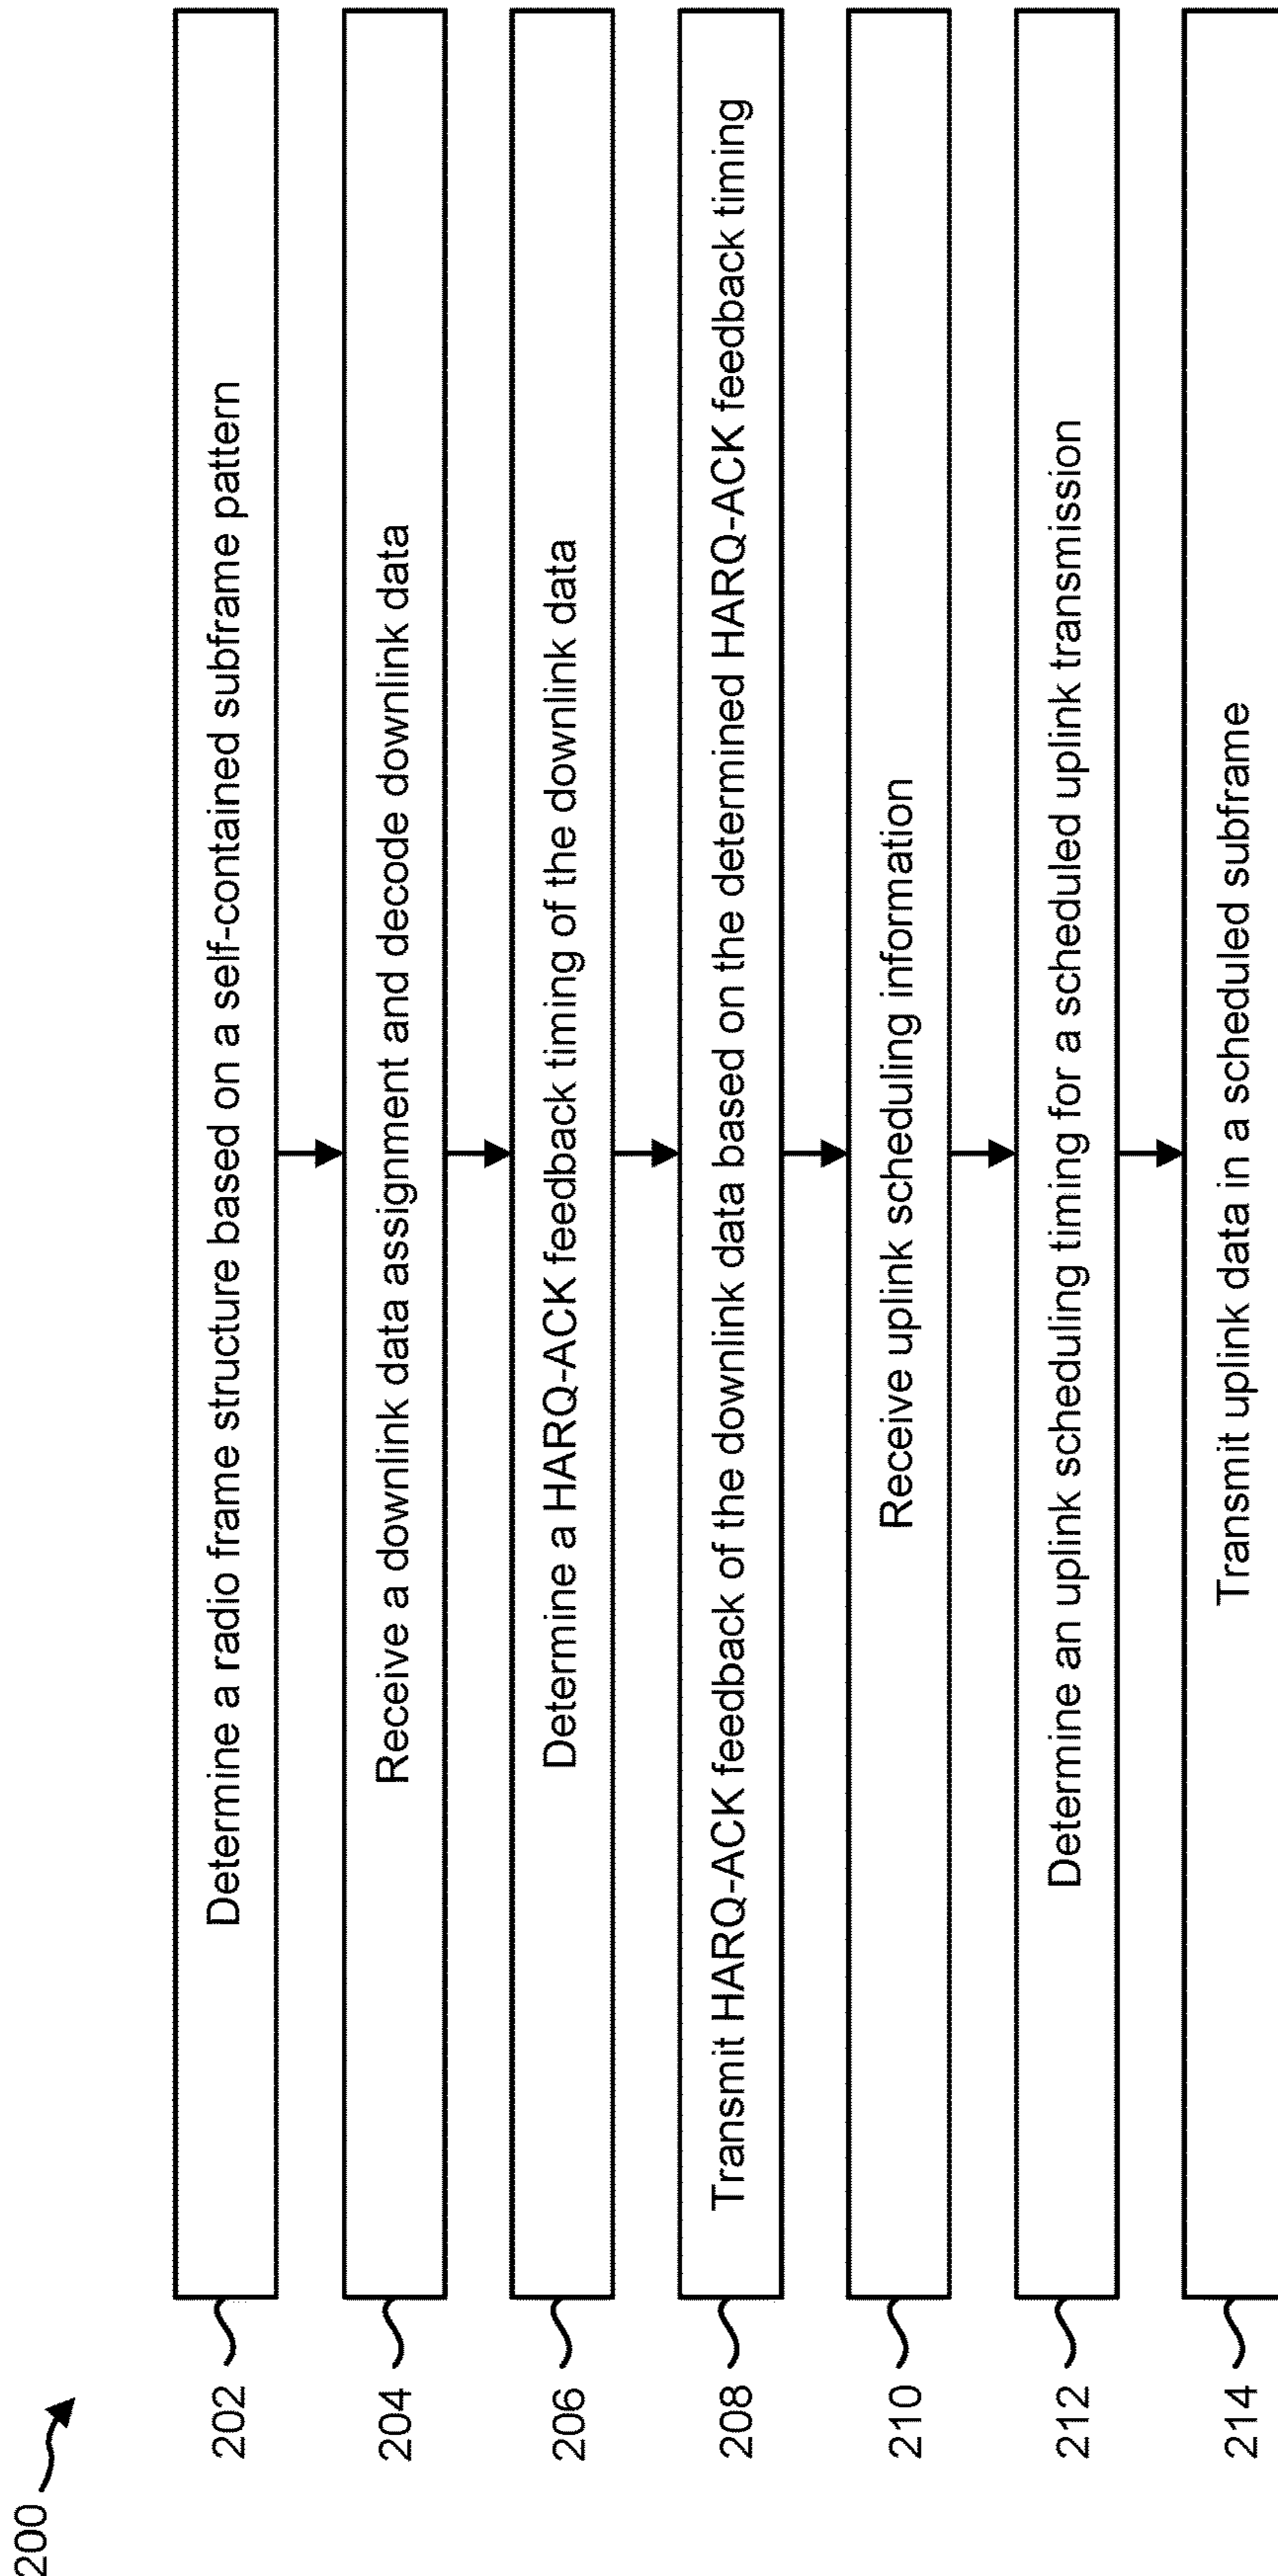 200
202
Determine a radio frame structure based on a self-contained subframe pattern
204
Receive a downlink data assignment and decode downlink data
206
Determine a HARQ-ACK feedback timing of the downlink data
208
Transmit HARQ-ACK feedback of the downlink data based on the determined HARQ-ACK feedback timing
210
Receive uplink scheduling information
212
Determine an uplink scheduling timing for a scheduled uplink transmission
214
Transmit uplink data in a scheduled subframe